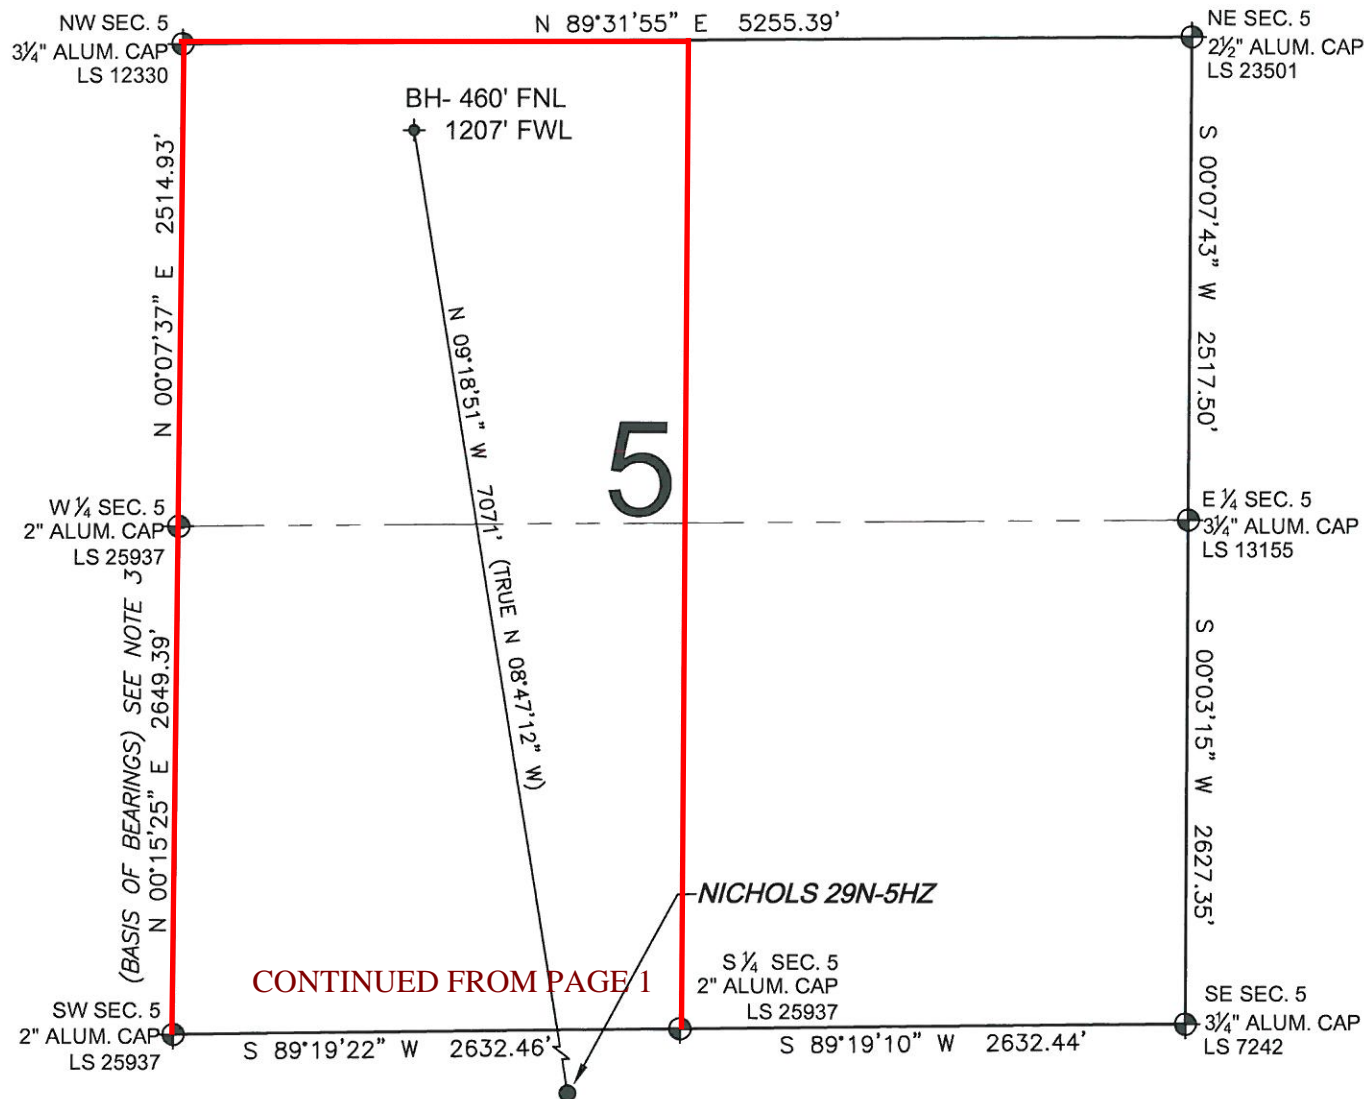 NW SEC. 5
3¼" ALUM. CAP
LS 12330
N 89°31'55" E 5255.39'
NE SEC. 5
2½" ALUM. CAP
LS 23501
BH- 460' FNL
1207' FWL
N 00°07'37" E 2514.93'
S 00°07'43" W 2517.50'
N 09°18'51" W 7071' (TRUE N 08°47'12" W)
5
W ¼ SEC. 5
2" ALUM. CAP
LS 25937
E ¼ SEC. 5
3¼" ALUM. CAP
LS 13155
(BASIS OF BEARINGS) SEE NOTE 3
N 00°15'25" E 2649.39'
S 00°03'15" W 2627.35'
NICHOLS 29N-5HZ
CONTINUED FROM PAGE 1
S ¼ SEC. 5
2" ALUM. CAP
LS 25937
SW SEC. 5
2" ALUM. CAP
LS 25937
S 89°19'22" W 2632.46'
S 89°19'10" W 2632.44'
SE SEC. 5
3¼" ALUM. CAP
LS 7242